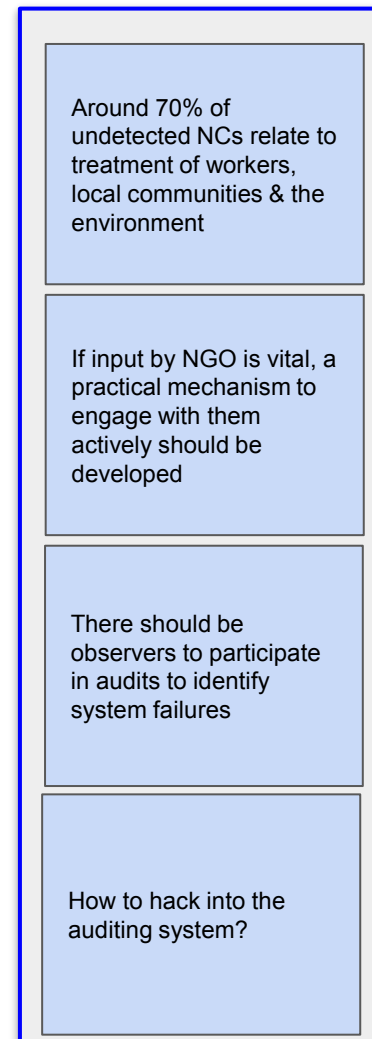 Around 70% of
undetected NCs relate to
treatment of workers,
local communities & the
environment
If input by NGO is vital, a
practical mechanism to
engage with them
actively should be
developed
There should be
observers to participate
in audits to identify
system failures
How to hack into the
auditing system?